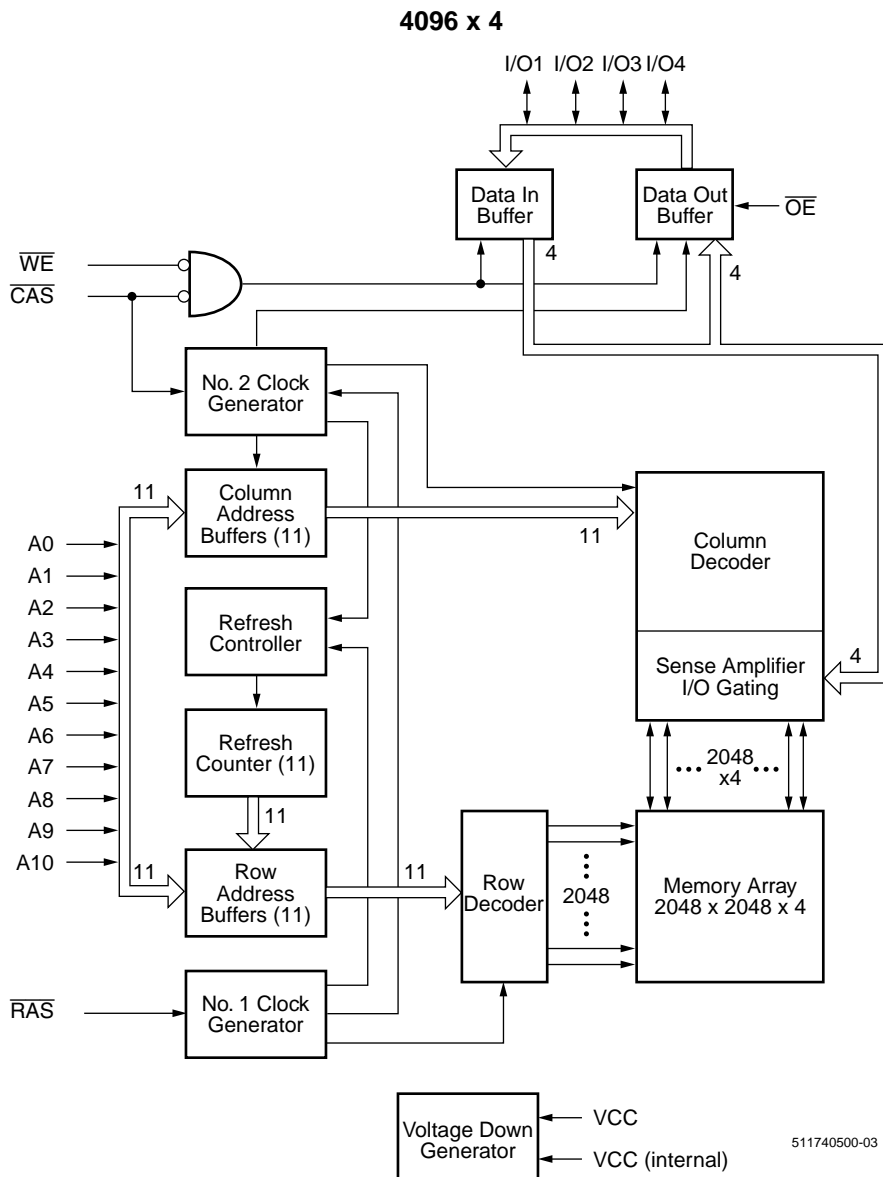 4096 x 4
I/O1 I/O2 I/O3 I/O4
Data In
Buffer
Data Out
Buffer
OE
4
4
WE
CAS
No. 2 Clock
Generator
11
Column
Address
Buffers (11)
11
Column
Decoder
A0
A1
A2
A3
A4
A5
A6
A7
A8
A9
A10
Refresh
Controller
Sense Amplifier
I/O Gating
4
Refresh
Counter (11)
11
2048
x4
11
Row
Address
Buffers (11)
11
Row
Decoder
2048
Memory Array
2048 x 2048 x 4
RAS
No. 1 Clock
Generator
Voltage Down
Generator
VCC
VCC (internal)
511740500-03